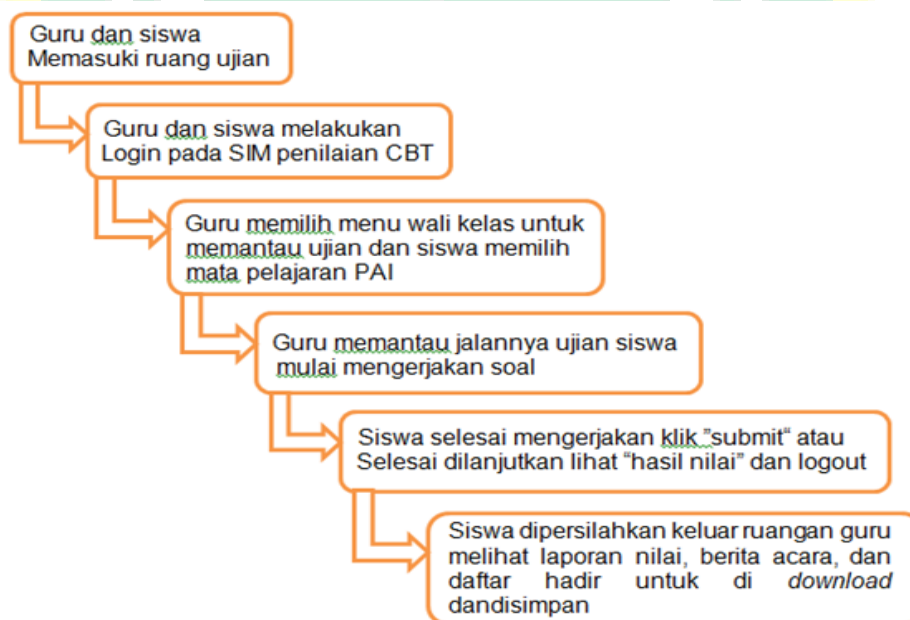 Guru dan siswa
Memasuki ruang ujian
Guru dan siswa melakukan
Login pada SIM penilaian CBT
Guru memilih menu wali kelas untuk
memantau ujian dan siswa memilih
mata pelajaran PAI
Guru memantau jalannya ujian siswa
mulai mengerjakan soal
Siswa selesai mengerjakan klik ”submit“ atau
Selesai dilanjutkan lihat “hasil nilai” dan logout
Siswa dipersilahkan keluar ruangan guru
melihat laporan nilai, berita acara, dan
daftar hadir untuk di download
dandisimpan